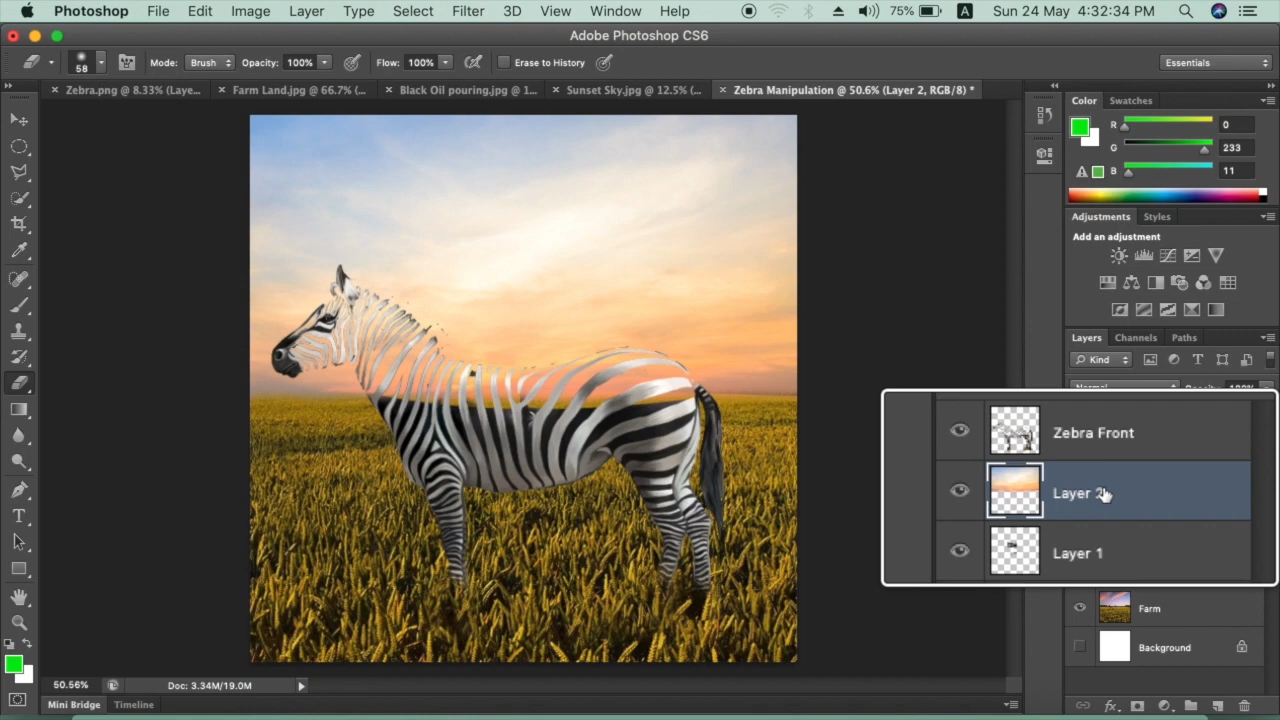 Photoshop File Edit Image Layer Type Select Filter 3D View Window Help 75% A Sun 24 May 4:32:34 PM
Adobe Photoshop CS6
58 Mode: Brush Opacity: 100% Flow: 100% Erase to History Essentials
Zebra.png @ 8.33% (Laye... Farm Land.jpg @ 66.7% (... Black Oil pouring.jpg @ 1... Sunset Sky.jpg @ 12.5% (... Zebra Manipulation @ 50.6% (Layer 2, RGB/8) *
Color Swatches
R 0
G 233
B 11
Adjustments Styles
Add an adjustment
Layers Channels Paths
Kind
Normal Opacity: 100%
Zebra Front
Layer 2
Layer 1
Farm
Background
50.56% Doc: 3.34M/19.0M
Mini Bridge Timeline